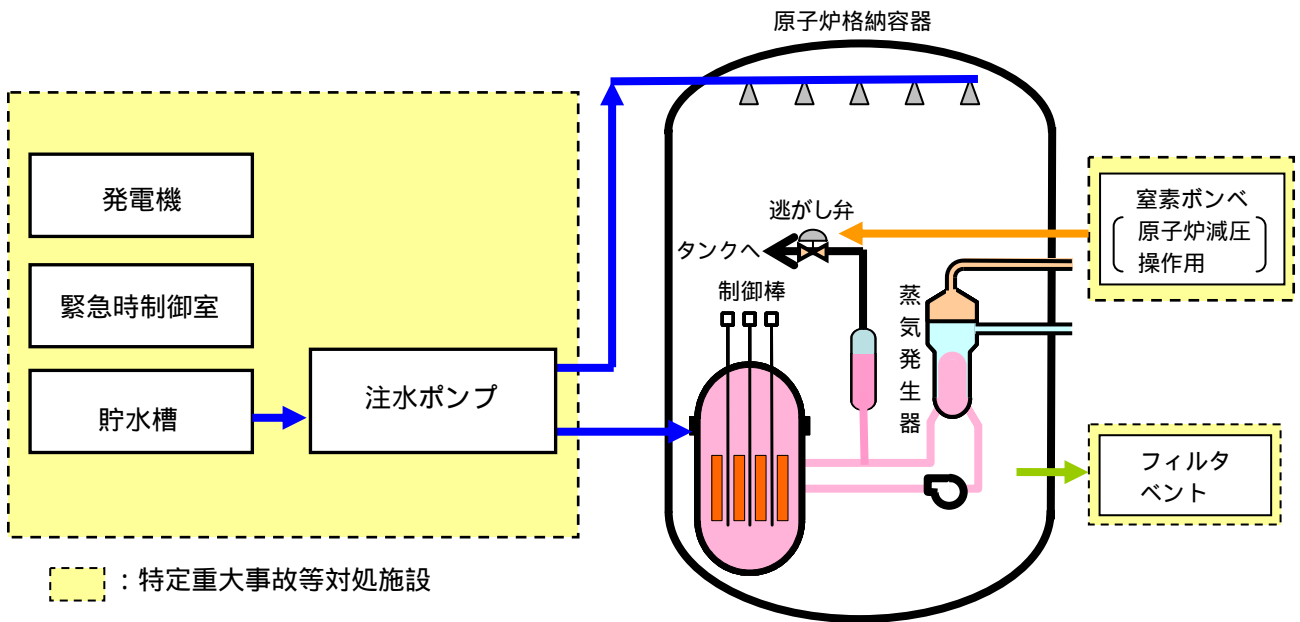 原子炉格納容器
発電機
緊急時制御室
貯水槽
注水ポンプ
逃がし弁
タンクへ
制御棒
蒸気発生器
窒素ボンベ
原子炉減圧
操作用
フィルタ
ベント
：特定重大事故等対処施設